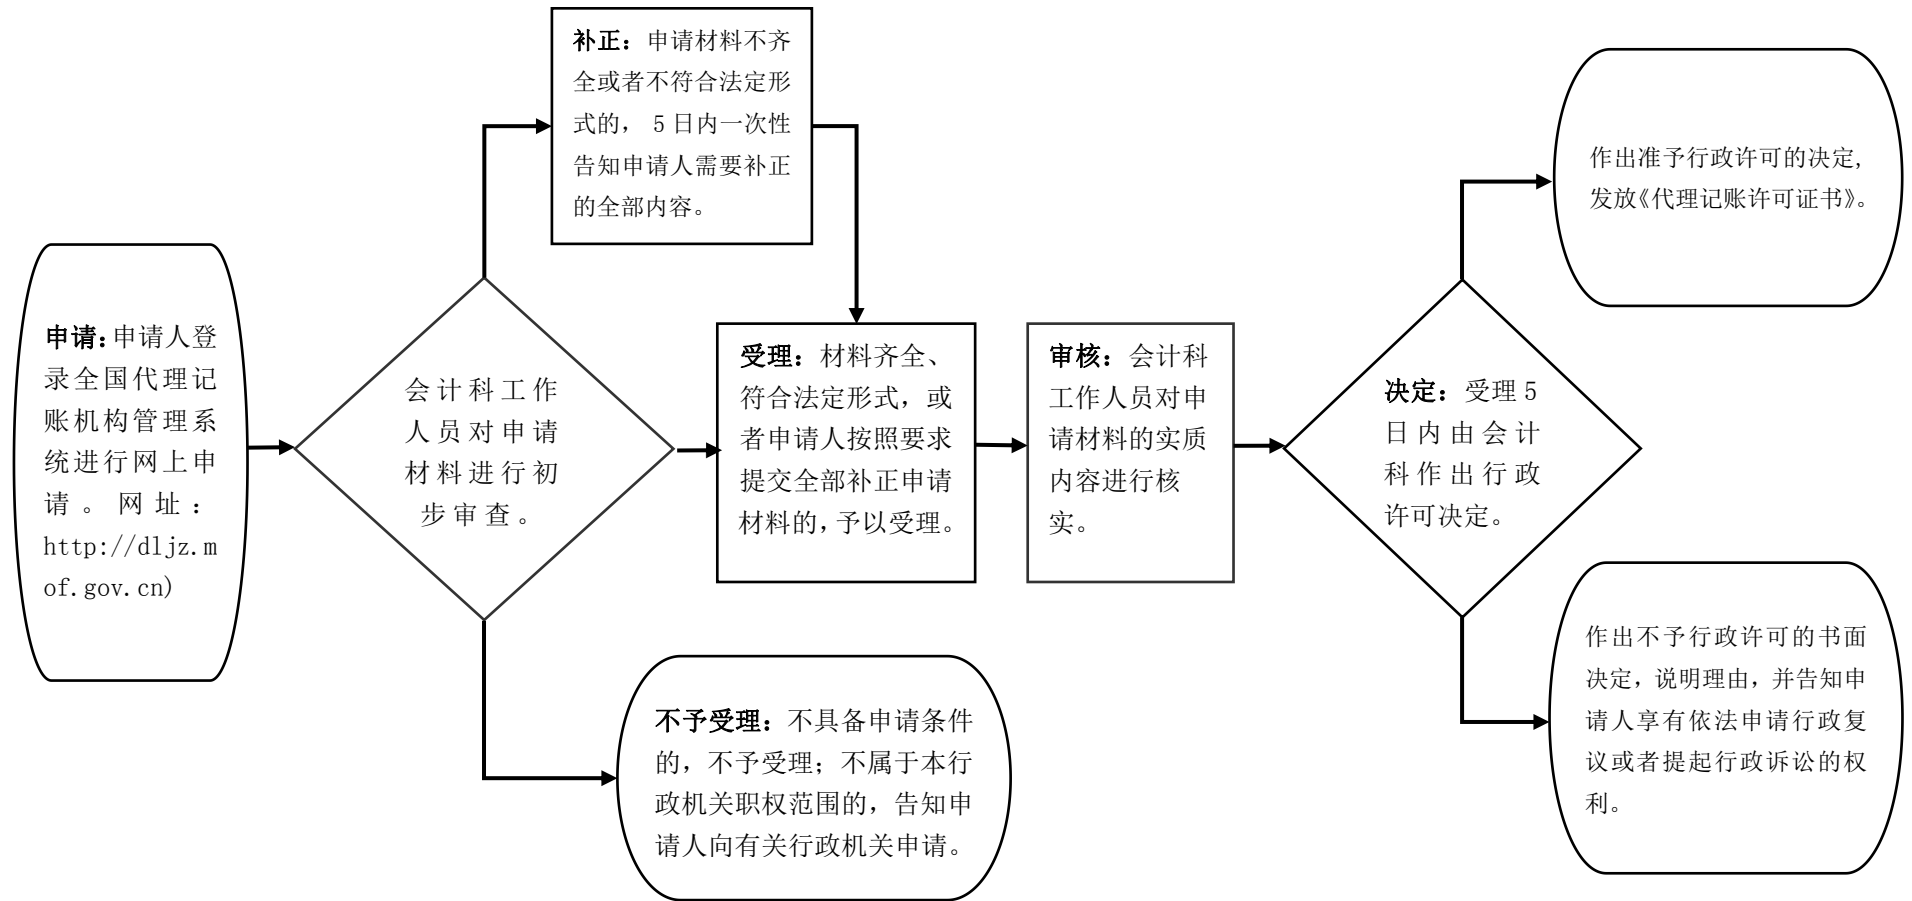 申请：申请人登
录全国代理记
账机构管理系
统进行网上申
请。网址：
http://dljz.m
of.gov.cn)
会计科工作
人员对申请
材料进行初
步审查。
补正：申请材料不齐
全或者不符合法定形
式的， 5日内一次性
告知申请人需要补正
的全部内容。
受理：材料齐全、
符合法定形式，或
者申请人按照要求
提交全部补正申请
材料的，予以受理。
不予受理：不具备申请条件
的，不予受理；不属于本行
政机关职权范围的，告知申
请人向有关行政机关申请。
审核：会计科
工作人员对申
请材料的实质
内容进行核
实。
决定：受理5
日内由会计
科作出行政
许可决定。
作出准予行政许可的决定,
发放《代理记账许可证书》。
作出不予行政许可的书面
决定，说明理由，并告知申
请人享有依法申请行政复
议或者提起行政诉讼的权
利。